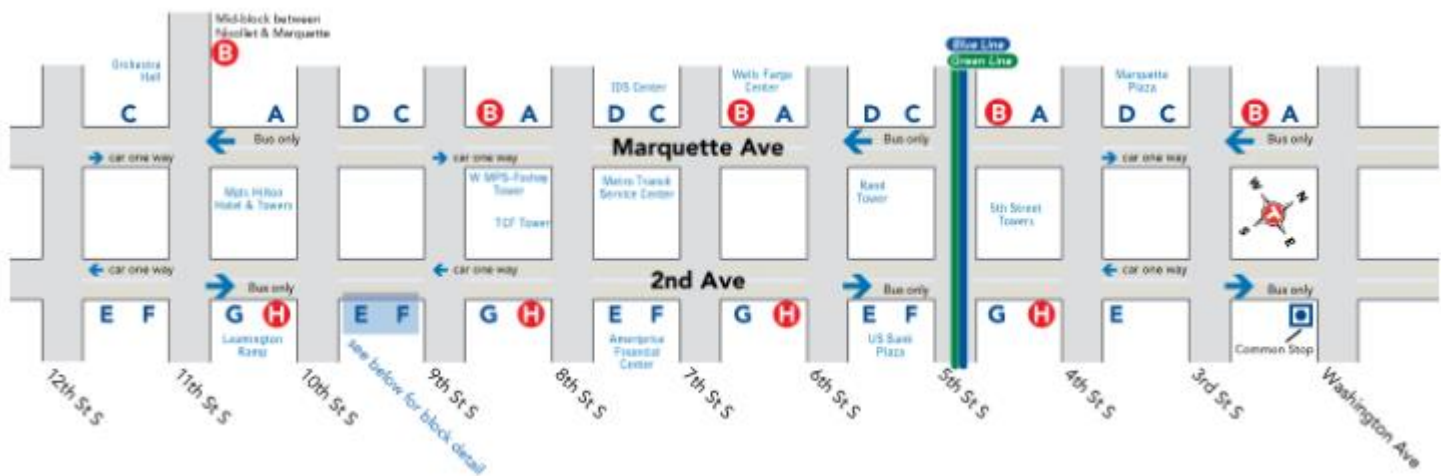 Mid-block between
Nicollet & Marquette
B
Blue Line
Green Line
Orchestra
Hall
IDS Center
Wells Fargo
Center
Marquette
Plaza
C A D C B A D C B A D C B A D C B A
Bus only Bus only Bus only
Marquette Ave
car one way car one way car one way
Mpls Hilton
Hotel & Towers
W MPS-Foshay
Tower
TCF Tower
Metro Transit
Service Center
Rand
Tower
5th Street
Towers
W N
S E
car one way car one way car one way
2nd Ave
Bus only Bus only Bus only
E F G H E F G H E F G H E F G H E
Leamington
Ramp
Ameriprise
Financial
Center
US Bank
Plaza
Common Stop
see below for block detail
12th St S
11th St S
10th St S
9th St S
8th St S
7th St S
6th St S
5th St S
4th St S
3rd St S
Washington Ave